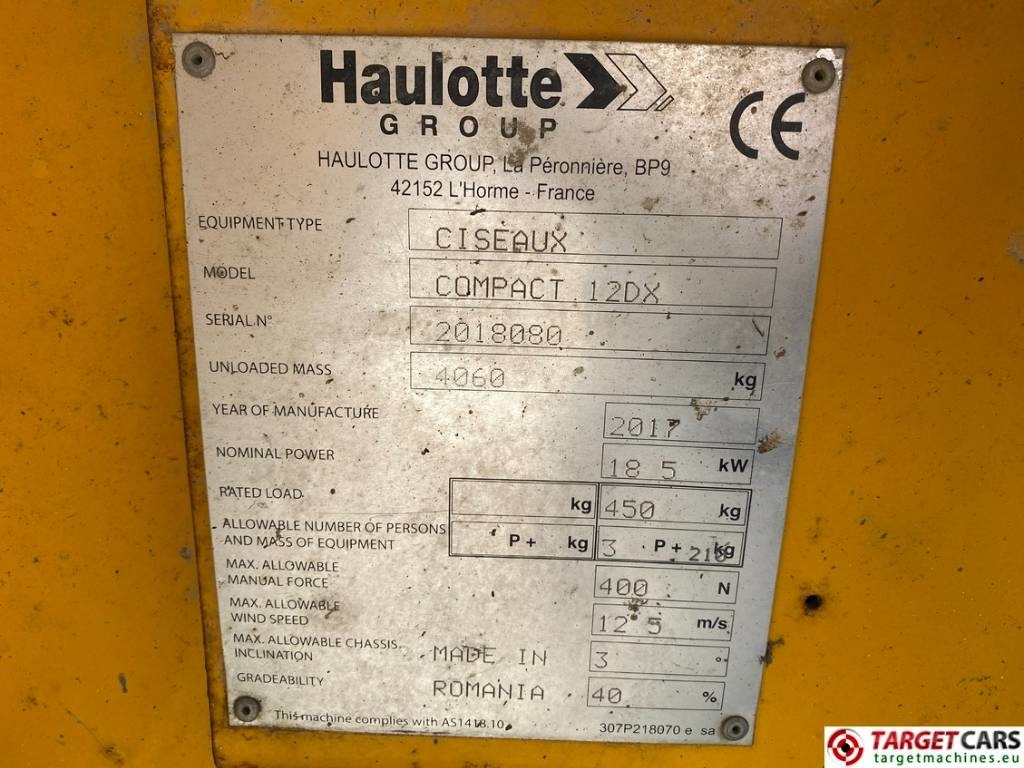 Haulotte
GROUP
CE
HAULOTTE GROUP, La Péronnière, BP9
42152 L'Horme - France
EQUIPMENT TYPE CISEAUX
MODEL COMPACT 12DX
SERIAL N° 2018080
UNLOADED MASS 4060 kg
YEAR OF MANUFACTURE 2017
NOMINAL POWER 18 5 kW
RATED LOAD kg 450 kg
ALLOWABLE NUMBER OF PERSONS
AND MASS OF EQUIPMENT P + kg 3 P + 210 kg
MAX. ALLOWABLE
MANUAL FORCE 400 N
MAX. ALLOWABLE
WIND SPEED 12 5 m/s
MAX. ALLOWABLE CHASSIS
INCLINATION MADE IN 3 °
GRADEABILITY ROMANIA 40 %
This machine complies with AS1418.10 307P218070 e sa
TARGETCARS
targetmachines.eu